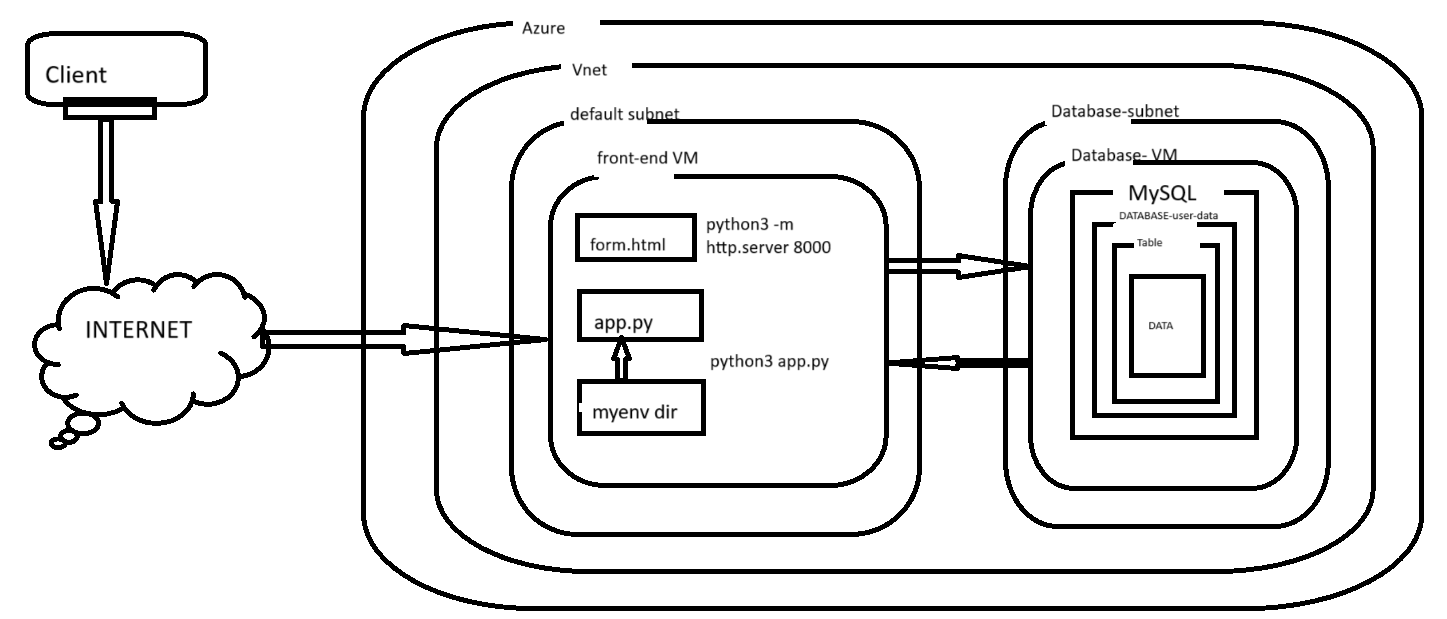 Azure
Client
Vnet
default subnet
Database-subnet
front-end VM
Database- VM
MySQL
DATABASE-user-data
Table
form.html
python3 -m
http.server 8000
INTERNET
app.py
DATA
python3 app.py
myenv dir